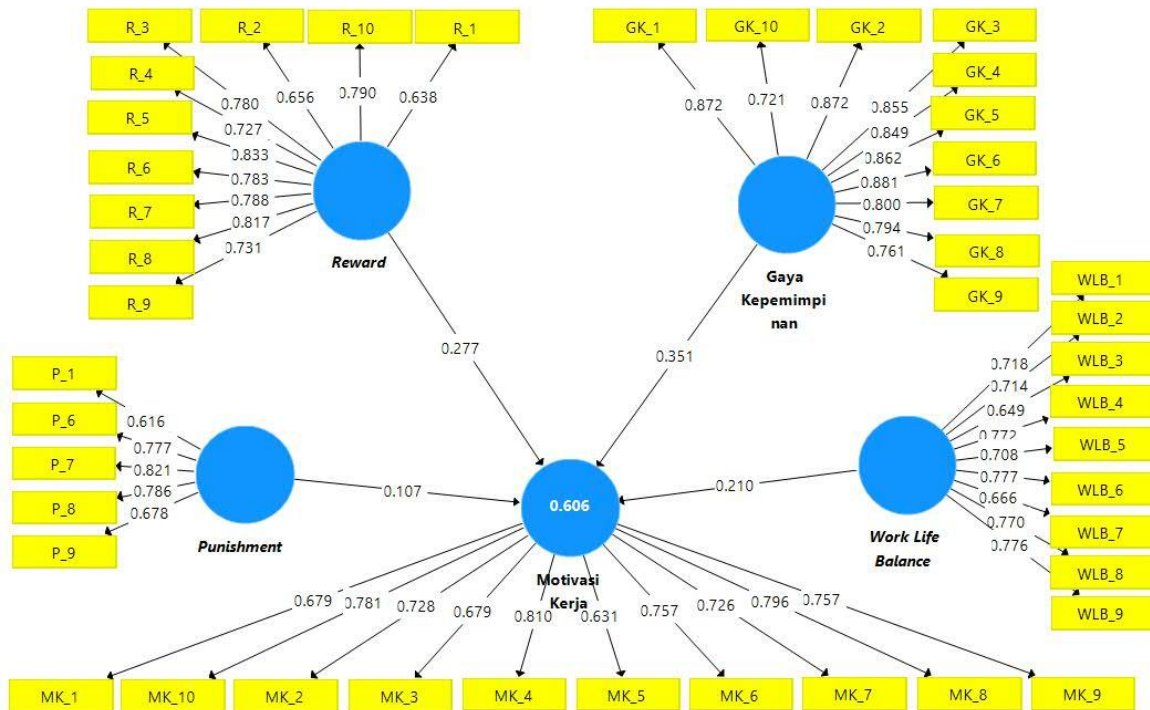 R_3
R_2
R_10
R_1
GK_1
GK_10
GK_2
GK_3
R_4
GK_4
R_5
GK_5
R_6
GK_6
R_7
GK_7
R_8
GK_8
R_9
GK_9
0.780
0.656
0.790
0.638
0.727
0.833
0.783
0.788
0.817
0.731
0.872
0.721
0.872
0.855
0.849
0.862
0.881
0.800
0.794
0.761
Reward
Gaya
Kepemimpi
nan
0.277
0.351
WLB_1
WLB_2
WLB_3
WLB_4
WLB_5
WLB_6
WLB_7
WLB_8
WLB_9
0.718
0.714
0.649
0.772
0.708
0.777
0.666
0.770
0.776
P_1
P_6
P_7
P_8
P_9
0.616
0.777
0.821
0.786
0.678
Punishment
0.107
0.606
0.210
Work Life
Balance
Motivasi
Kerja
0.679
0.781
0.728
0.679
0.810
0.631
0.757
0.726
0.796
0.757
MK_1
MK_10
MK_2
MK_3
MK_4
MK_5
MK_6
MK_7
MK_8
MK_9